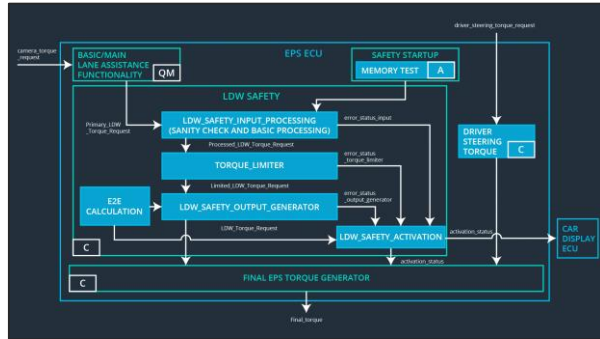 driver_steering_torque_request
camera_torque
_request
EPS ECU
BASIC/MAIN
LANE ASSISTANCE
FUNCTIONALITY
QM
SAFETY STARTUP
MEMORY TEST
A
LDW SAFETY
LDW_SAFETY_INPUT_PROCESSING
(SANITY CHECK AND BASIC PROCESSING)
error_status_input
Primary_LDW
_Torque_Request
Processed_LDW_Torque_Request
DRIVER
STEERING
TORQUE
C
TORQUE_LIMITER
error_status
_torque_limiter
Limited_LDW_Torque_Request
E2E
CALCULATION
LDW_SAFETY_OUTPUT_GENERATOR
error_status
_output_generator
LDW_Torque_Request
LDW_SAFETY_ACTIVATION
activation_status
CAR
DISPLAY
ECU
C
activation_status
C
FINAL EPS TORQUE GENERATOR
Final_torque